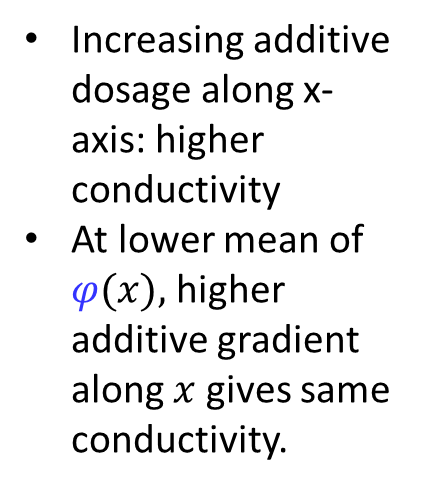 • Increasing additive
dosage along x-
axis: higher
conductivity
• At lower mean of
φ(x), higher
additive gradient
along x gives same
conductivity.